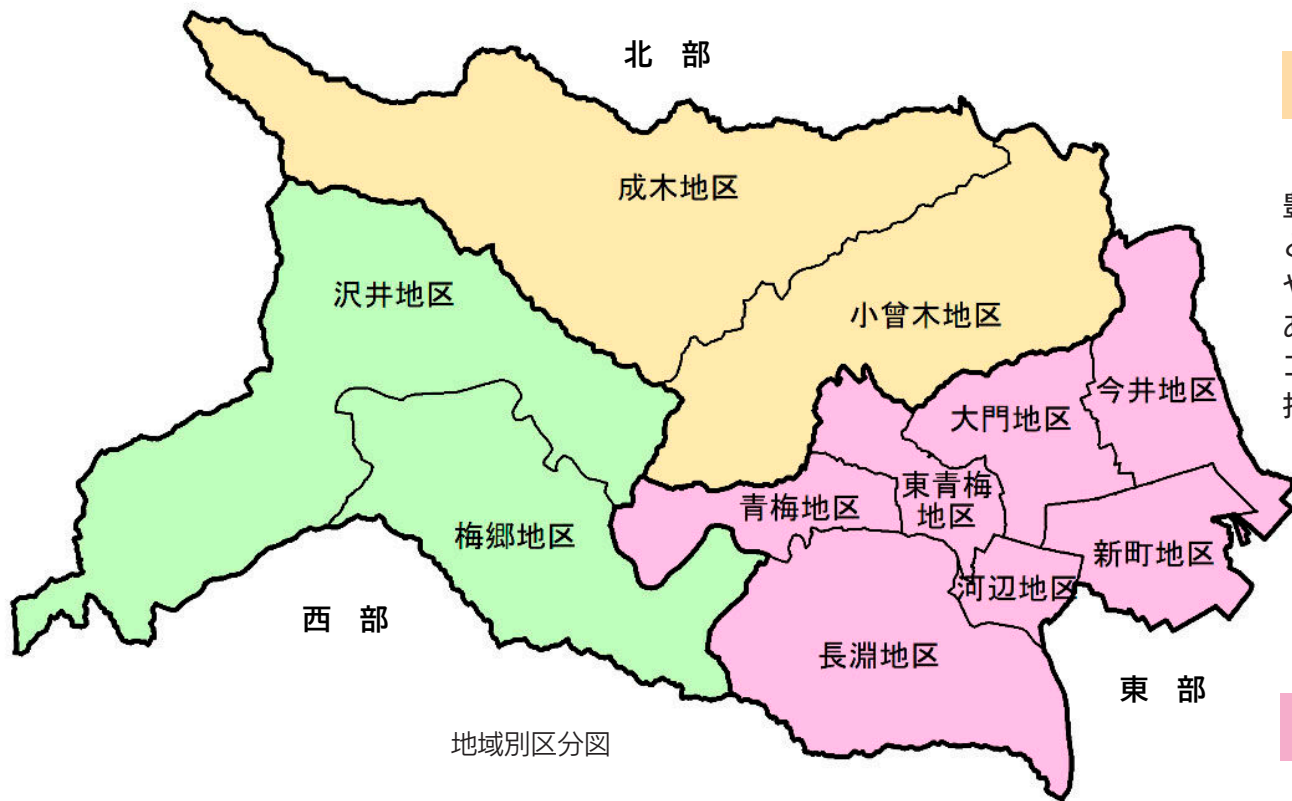 北 部
成木地区
沢井地区
小曾木地区
今井地区
大門地区
東青梅
地区
青梅地区
梅郷地区
新町地区
河辺地区
西 部
長淵地区
東 部
地域別区分図